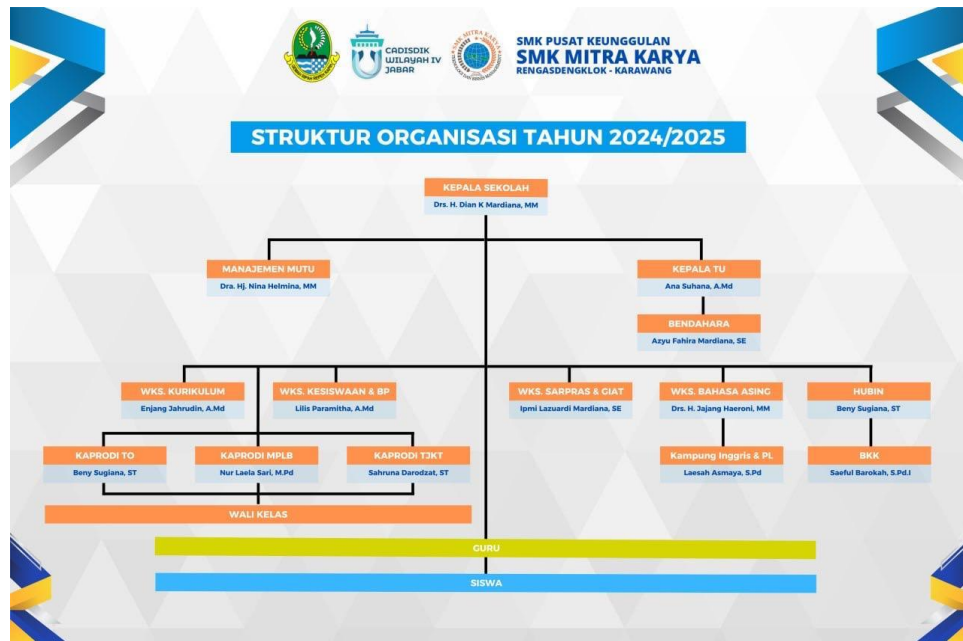 CADISDIK
WILAYAH IV
JABAR
SMK PUSAT KEUNGGULAN
SMK MITRA KARYA
RENGASDENGKLOK - KARAWANG
STRUKTUR ORGANISASI TAHUN 2024/2025
KEPALA SEKOLAH
Drs. H. Dian K Mardiana, MM
MANAJEMEN MUTU
Dra. Hj. Nina Helmina, MM
KEPALA TU
Ana Suhana, A.Md
BENDAHARA
Azyu Fahira Mardiana, SE
WKS. KURIKULUM
Enjang Jahrudin, A.Md
WKS. KESISWAAN & BP
Lilis Paramitha, A.Md
WKS. SARPRAS & GIAT
Ipmi Lazuardi Mardiana, SE
WKS. BAHASA ASING
Drs. H. Jajang Haeroni, MM
HUBIN
Beny Sugiana, ST
KAPRODI TO
Beny Sugiana, ST
KAPRODI MPLB
Nur Laela Sari, M.Pd
KAPRODI TJKT
Sahruna Darodzat, ST
Kampung Inggris & PL
Laesah Asmaya, S.Pd
BKK
Saeful Barokah, S.Pd.I
WALI KELAS
GURU
SISWA